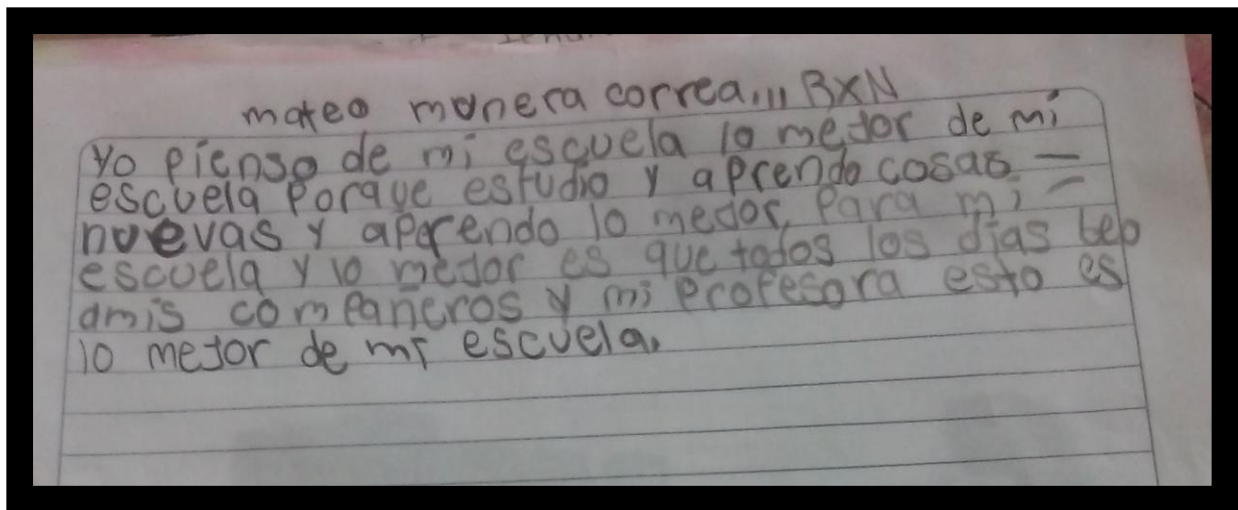 mateo monera correa,,, BXN
yo pienso de mi escuela lo mejor de mi
escuela porque estudio y aprendo cosas =
nuevas y aperendo lo mejor, para mi
escuela y lo mejor es que todos los dias beo
amis compañeros y mi profesora esto es
lo mejor de mi escuela,